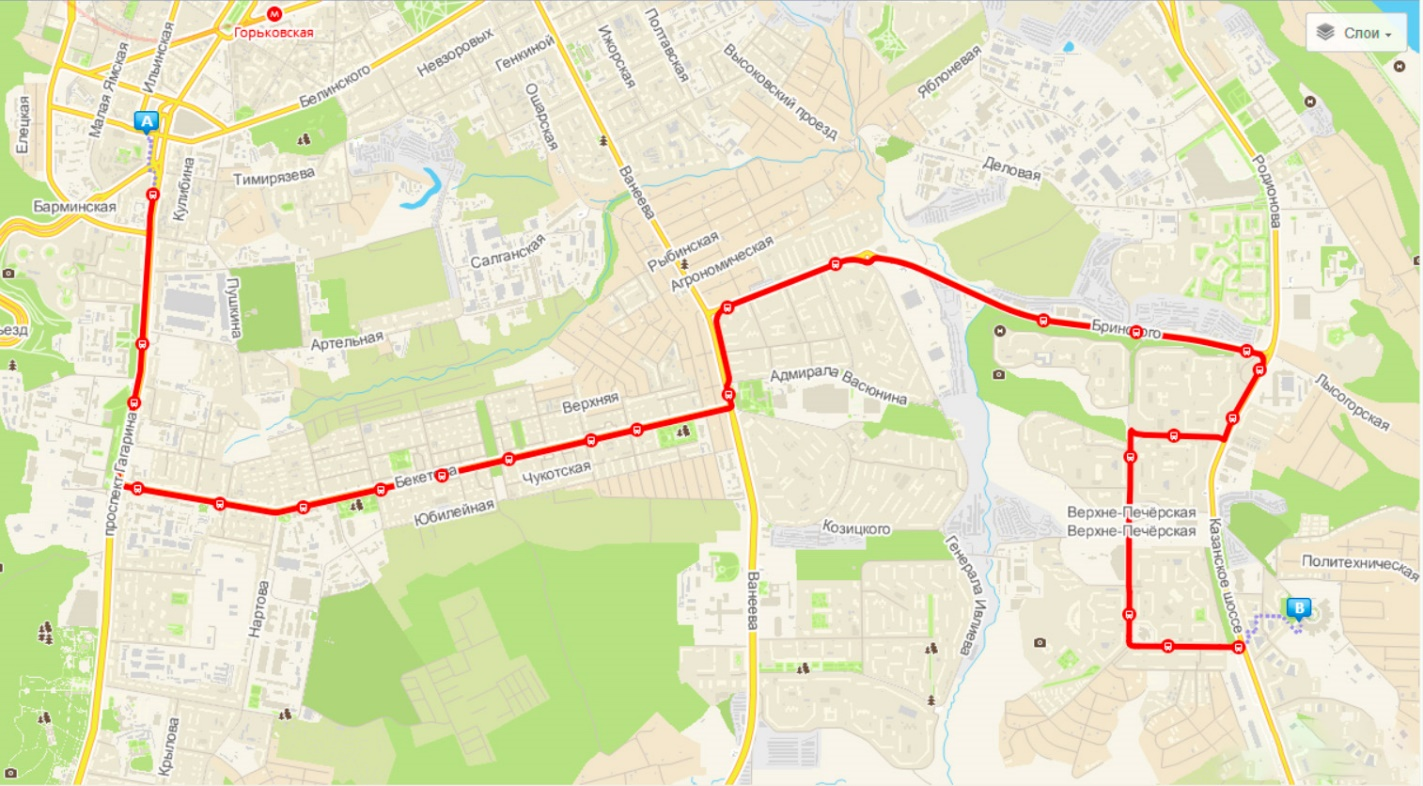 Горьковская
Слои
Невзоровых
Генкиной
Ижорская
Полтавская
Высоковский проезд
Яблоневая
Малая Ямская
Ильинская
Елецкая
Белинского
Ошарская
A
Кулибина
Тимирязева
Ванеева
Деловая
Родионова
Барминская
Салганская
Рыбинская
Агрономическая
Пушкина
ъезд
Артельная
Адмирала Васюнина
Лысогорская
Верхняя
проспект Гагарина
Чукотская
Юбилейная
Верхне-Печёрская
Верхне-Печёрская
Козицкого
Казанское шоссе
Генерала Ивлиева
Политехническая
Нартова
Ванеева
B
Крылова